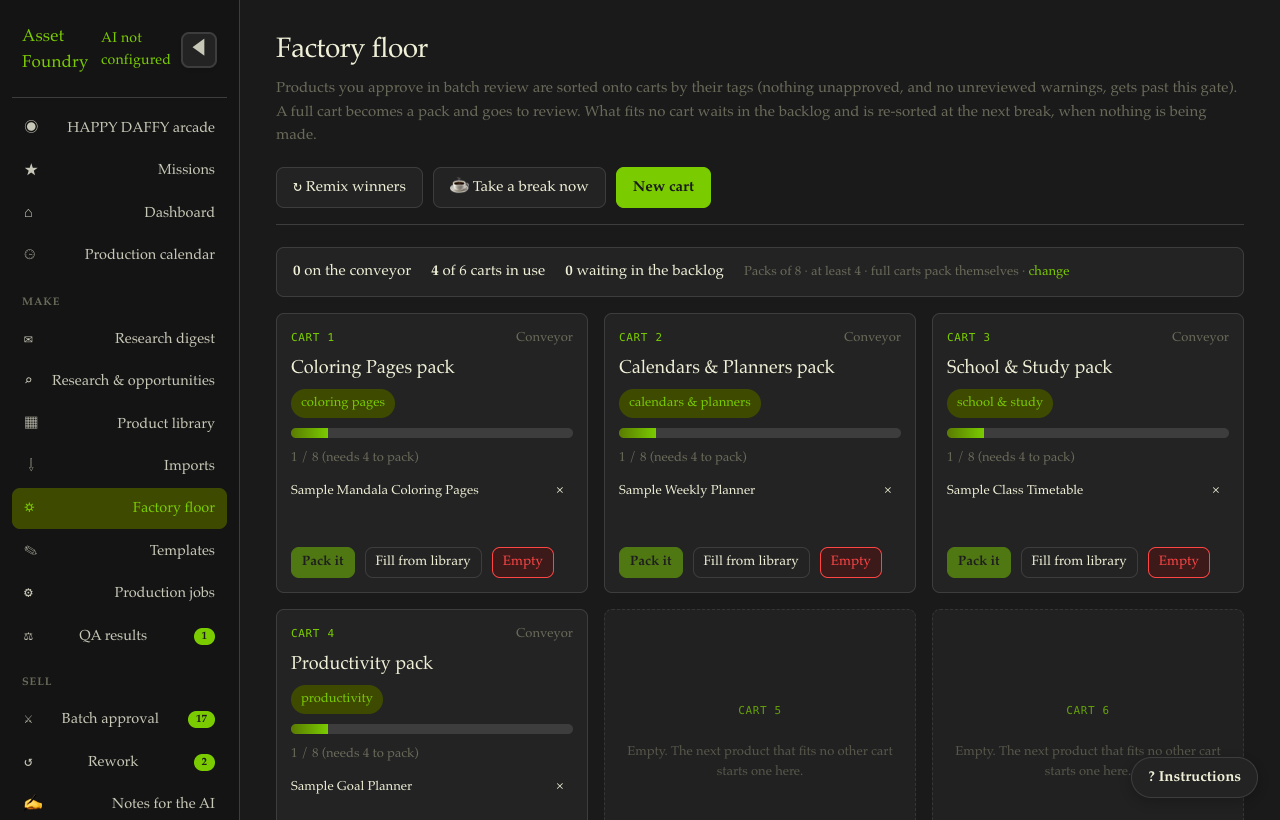 Asset Foundry
AI not configured
HAPPY DAFFY arcade
Missions
Dashboard
Production calendar
MAKE
Research digest
Research & opportunities
Product library
Imports
Factory floor
Templates
Production jobs
QA results 1
SELL
Batch approval 17
Rework 2
Notes for the AI
Factory floor
Products you approve in batch review are sorted onto carts by their tags (nothing unapproved, and no unreviewed warnings, gets past this gate).
A full cart becomes a pack and goes to review. What fits no cart waits in the backlog and is re-sorted at the next break, when nothing is being
made.
↻ Remix winners
☕ Take a break now
New cart
0 on the conveyor 4 of 6 carts in use 0 waiting in the backlog Packs of 8 · at least 4 · full carts pack themselves · change
CART 1 Conveyor
Coloring Pages pack
coloring pages
1 / 8 (needs 4 to pack)
Sample Mandala Coloring Pages ×
Pack it Fill from library Empty
CART 2 Conveyor
Calendars & Planners pack
calendars & planners
1 / 8 (needs 4 to pack)
Sample Weekly Planner ×
Pack it Fill from library Empty
CART 3 Conveyor
School & Study pack
school & study
1 / 8 (needs 4 to pack)
Sample Class Timetable ×
Pack it Fill from library Empty
CART 4 Conveyor
Productivity pack
productivity
1 / 8 (needs 4 to pack)
Sample Goal Planner ×
CART 5
Empty. The next product that fits no other cart
starts one here.
CART 6
Empty. The next product that fits no other cart
starts one here.
? Instructions